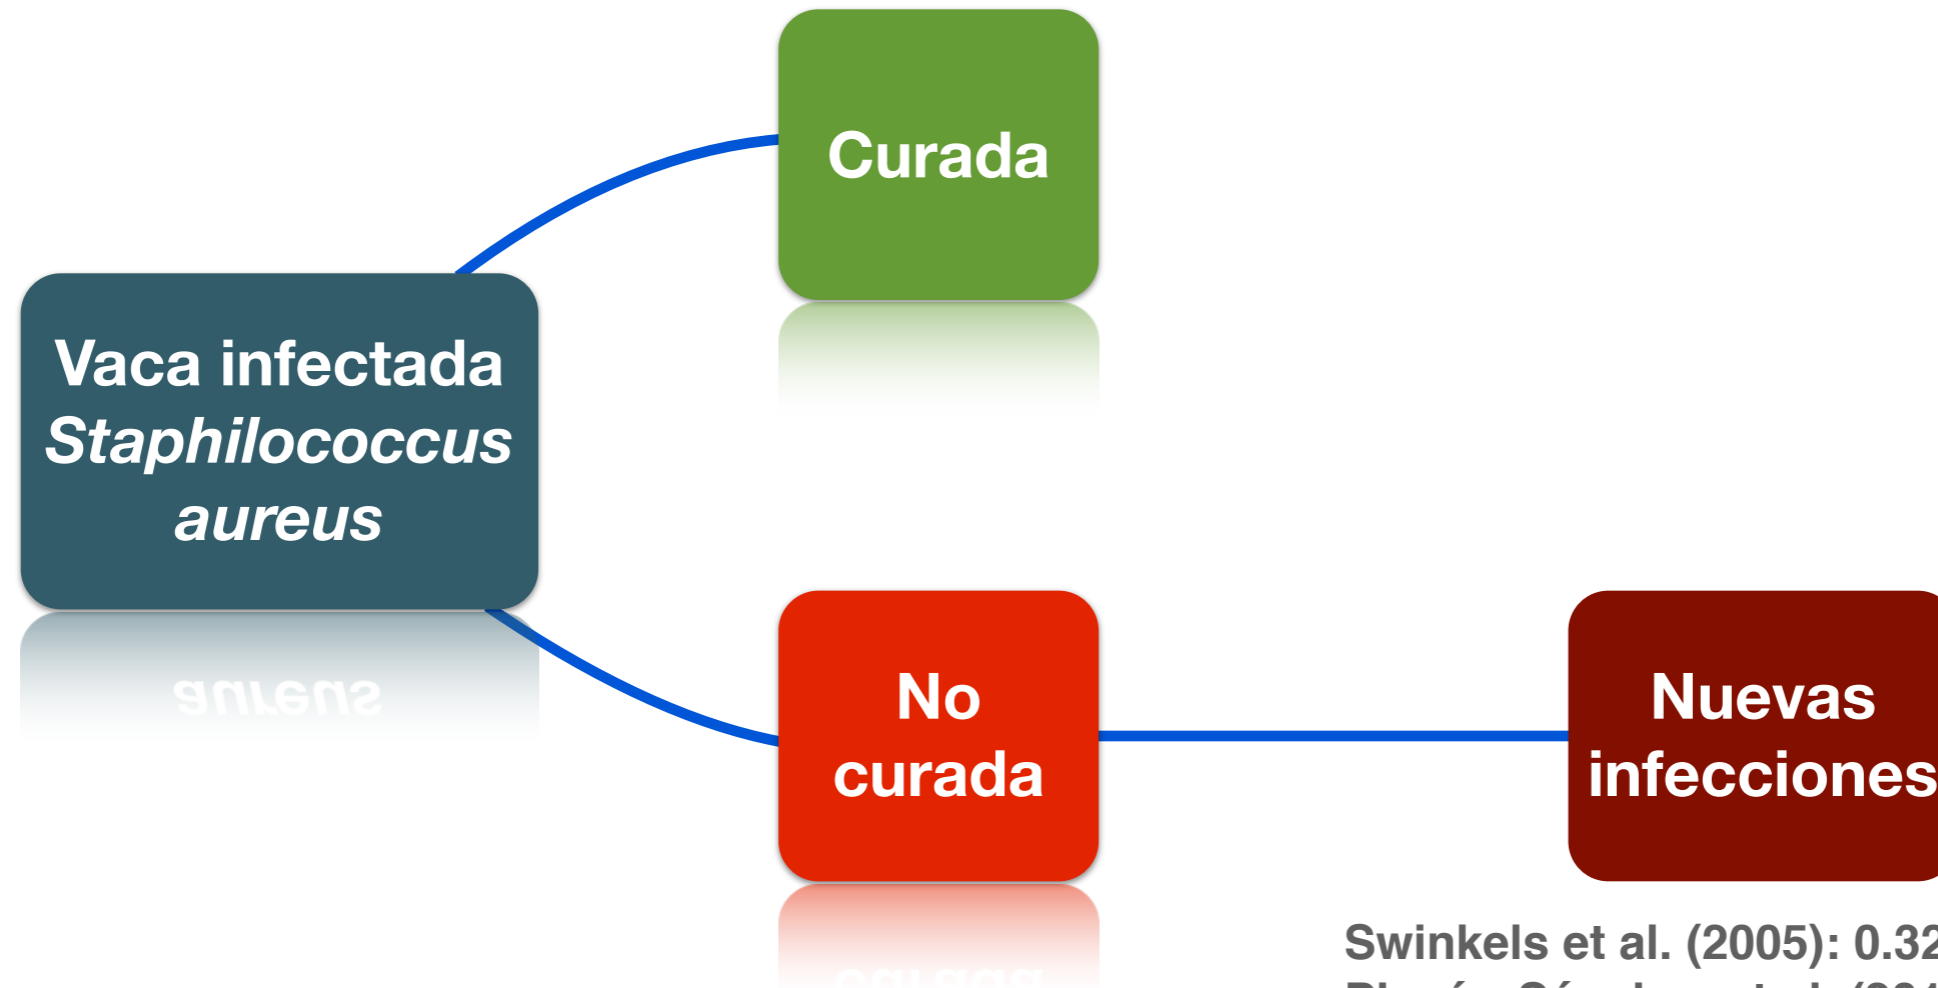 Curada
Vaca infectada
Staphilococcus
aureus
No
curada
Nuevas
infecciones
Swinkels et al. (2005): 0.32